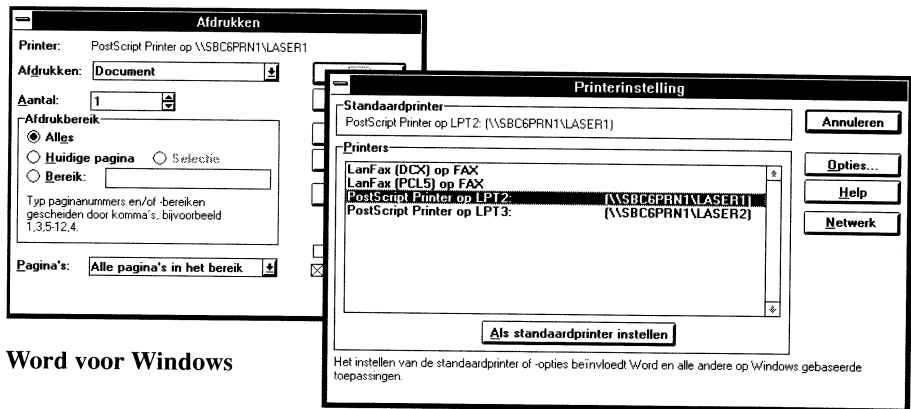 Afdrukken
Printer: PostScript Printer op \\SBC6PRN1\LASER1
Afdrukken: Document
Aantal: 1
Afdrukbereik
Alles
Huidige pagina Selectie
Bereik:
Typ paginanummers en/of -bereiken
gescheiden door komma's, bijvoorbeeld
1,3,5-12,4.
Pagina's: Alle pagina's in het bereik
Word voor Windows
Printerinstelling
Standaardprinter
PostScript Printer op LPT2: (\\SBC6PRN1\LASER1)
Annuleren
Printers
LanFax (DCX) op FAX
LanFax (PCL5) op FAX
PostScript Printer op LPT2: (\\SBC6PRN1\LASER1)
PostScript Printer op LPT3: (\\SBC6PRN1\LASER2)
Opties...
Help
Netwerk
Als standaardprinter instellen
Het instellen van de standaardprinter of -opties beïnvloedt Word en alle andere op Windows gebaseerde
toepassingen.